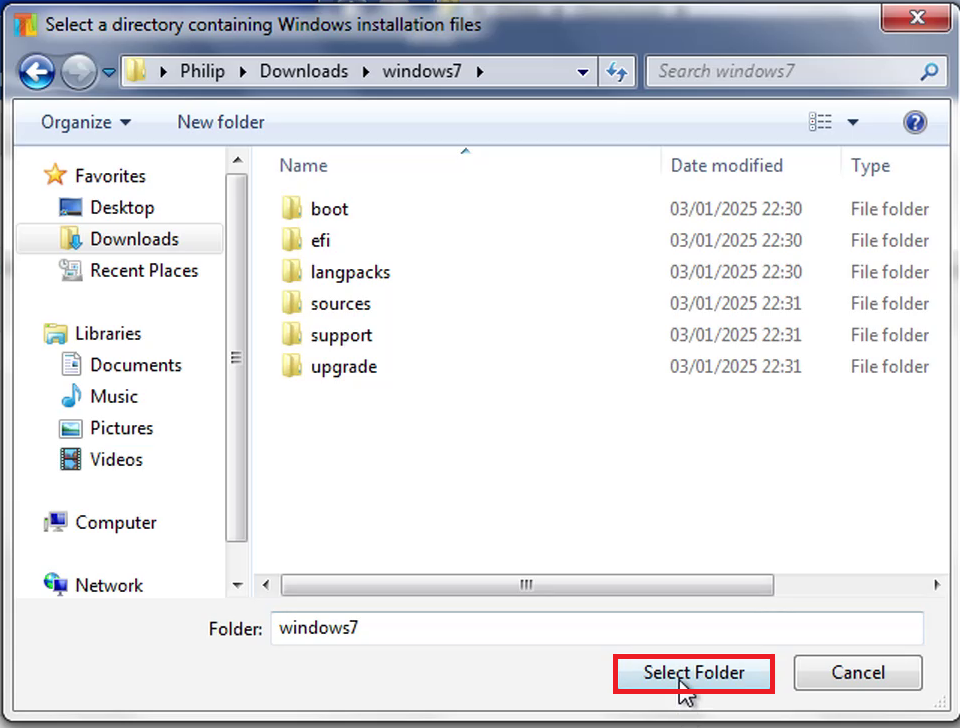 Select a directory containing Windows installation files
Philip Downloads windows7 Search windows7
Organize New folder
Name Date modified Type
Favorites
Desktop
Downloads
Recent Places
Libraries
Documents
Music
Pictures
Videos
Computer
Network
boot 03/01/2025 22:30 File folder
efi 03/01/2025 22:30 File folder
langpacks 03/01/2025 22:30 File folder
sources 03/01/2025 22:31 File folder
support 03/01/2025 22:31 File folder
upgrade 03/01/2025 22:31 File folder
Folder: windows7
Select Folder Cancel